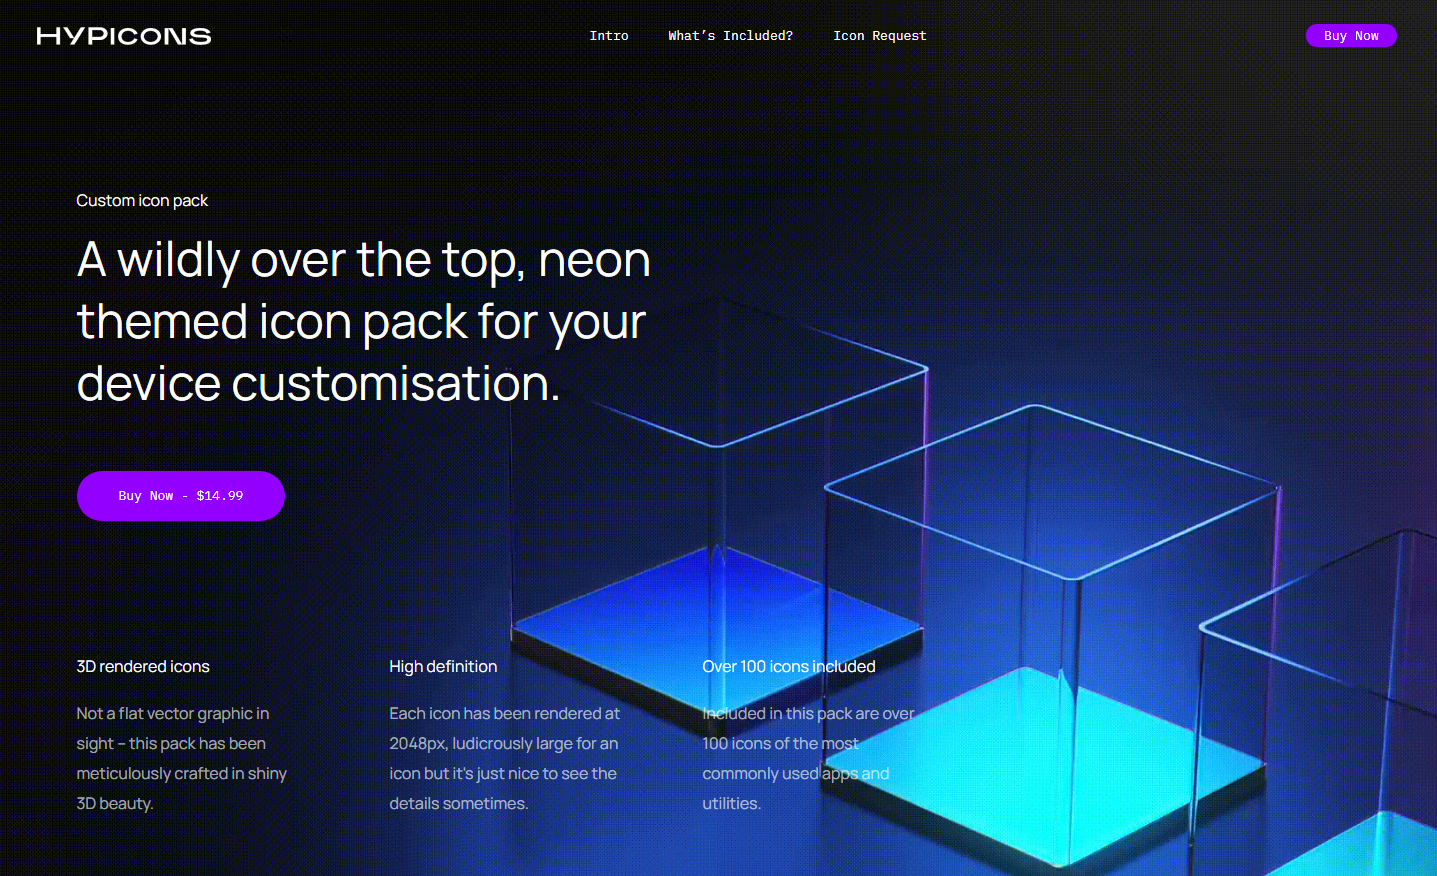 HYPICONS
Intro
What’s Included?
Icon Request
Buy Now
Custom icon pack
A wildly over the top, neon
themed icon pack for your
device customisation.
Buy Now - $14.99
3D rendered icons
Not a flat vector graphic in
sight – this pack has been
meticulously crafted in shiny
3D beauty.
High definition
Each icon has been rendered at
2048px, ludicrously large for an
icon but it's just nice to see the
details sometimes.
Over 100 icons included
Included in this pack are over
100 icons of the most
commonly used apps and
utilities.